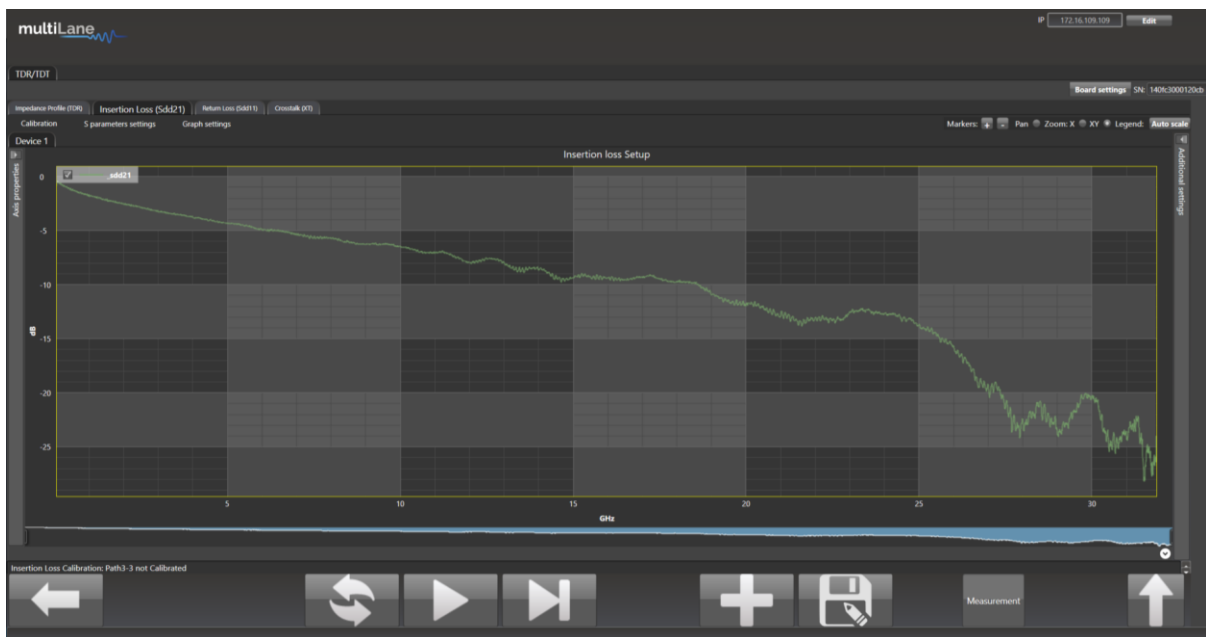 multiLane
IP 172.16.109.109 Edit
TDR/TDT
Board settings SN: 140fc3000120cb
Impedance Profile (TDR) Insertion Loss (Sdd21) Return Loss (Sdd11) Crosstalk (XT)
Calibration S parameters settings Graph settings Markers: + - Pan Zoom: X XY Legend: Auto scale
Device 1
Insertion loss Setup
Axis properties
Additional settings
_sdd21
0
-5
-10
dB
-15
-20
-25
5 10 15 20 25 30
GHz
Insertion Loss Calibration: Path3-3 not Calibrated
Measurement